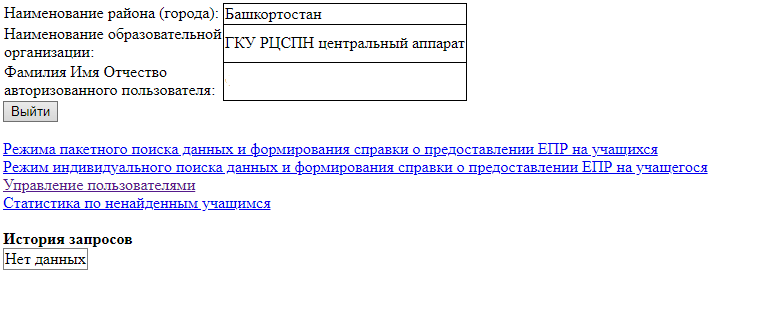 Наименование района (города): Башкортостан
Наименование образовательной
организации: ГКУ РЦСПН центральный аппарат
Фамилия Имя Отчество
авторизованного пользователя:
Выйти
Режима пакетного поиска данных и формирования справки о предоставлении ЕПР на учащихся
Режим индивидуального поиска данных и формирования справки о предоставлении ЕПР на учащегося
Управление пользователями
Статистика по ненайденным учащимся
История запросов
Нет данных